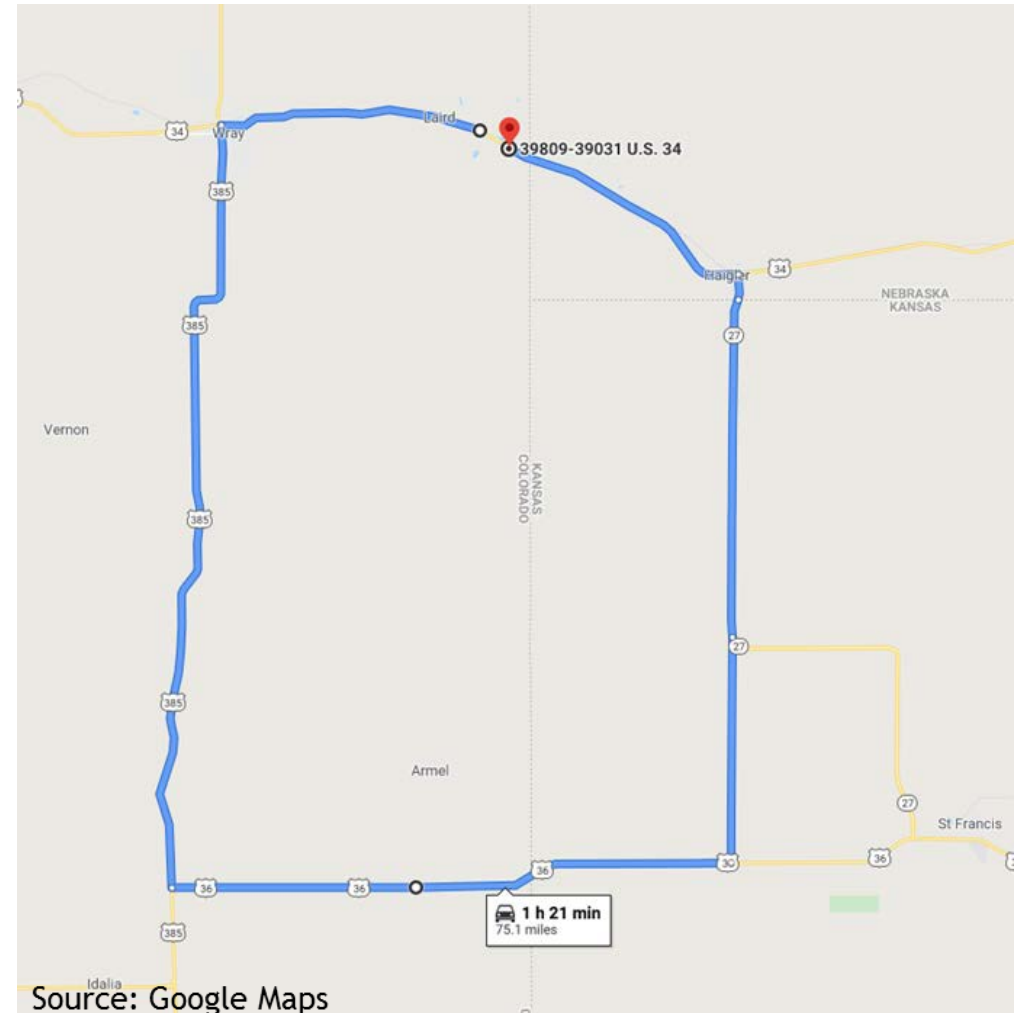 Laird
34
Wray
39809-39031 U.S. 34
385
Haigler
34
NEBRASKA
KANSAS
385
27
Vernon
KANSAS
COLORADO
385
27
385
Armel
27
St Francis
36
36
36
36
1 h 21 min
75.1 miles
385
Idalia
Source: Google Maps